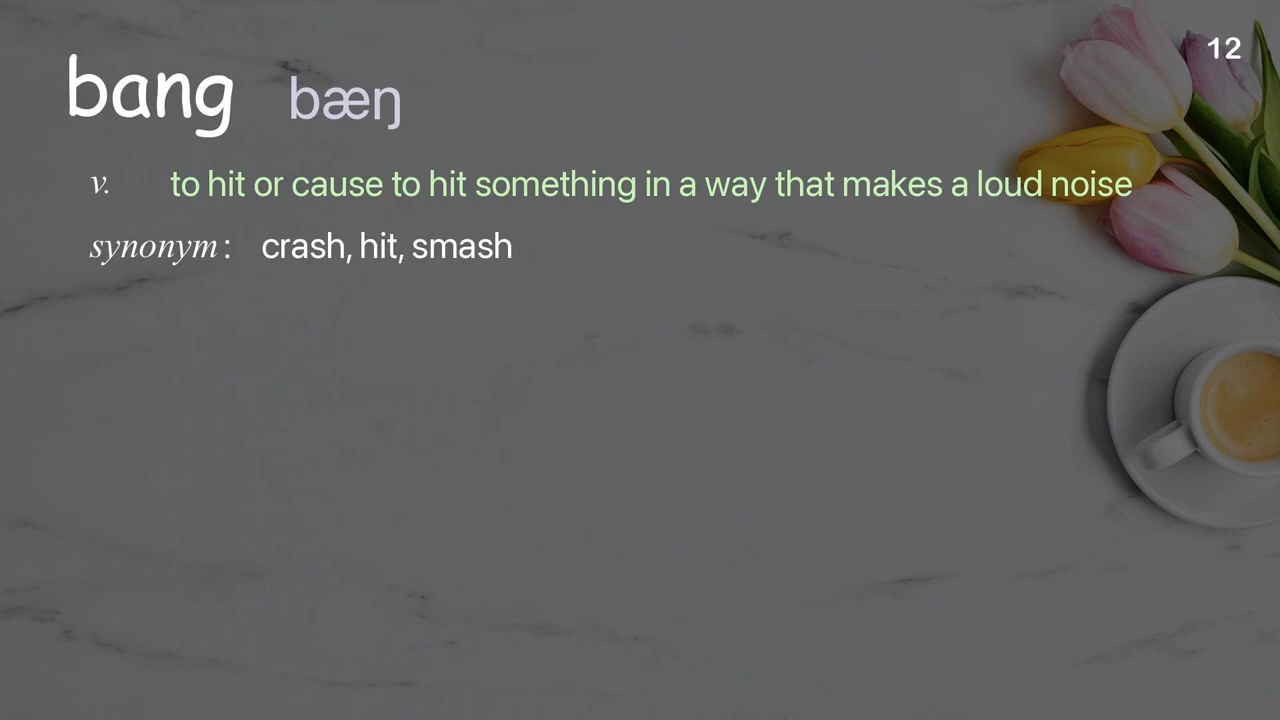 12
bang bæŋ
v. to hit or cause to hit something in a way that makes a loud noise
synonym: crash, hit, smash